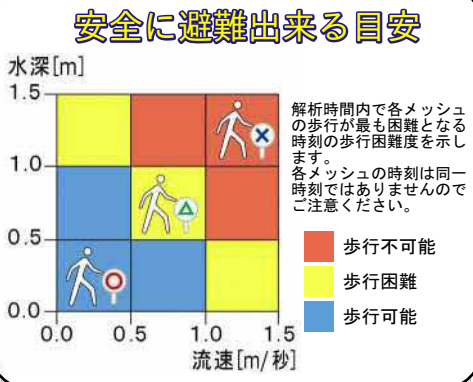 安全に避難出来る目安
水深[m]
1.5
1.0
0.5
0.0
0.0 0.5 1.0 1.5
流速[m/秒]
解析時間内で各メッシュ
の歩行が最も困難となる
時刻の歩行困難度を示し
ます。
各メッシュの時刻は同一
時刻ではありませんので
ご注意ください。
歩行不可能
歩行困難
歩行可能